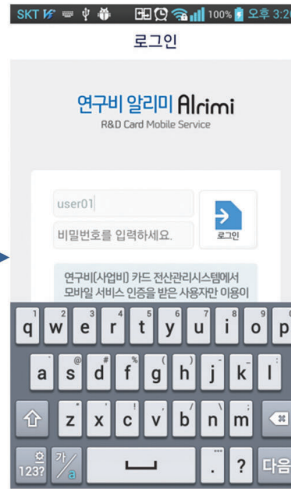 SKT 100% 오후 3:20
로그인
연구비 알리미 Alrimi
R&D Card Mobile Service
user01
비밀번호를 입력하세요.
로그인
연구비(사업비) 카드 전산관리시스템에서
모바일 서비스 인증을 받은 사용자만 이용이
1 2 3 4 5 6 7 8 9 0
q w e r t y u i o p
@ # / & * ( )
a s d f g h j k l
- ' " : ; , ?
z x c v b n m
123? 가/a . ? 다음